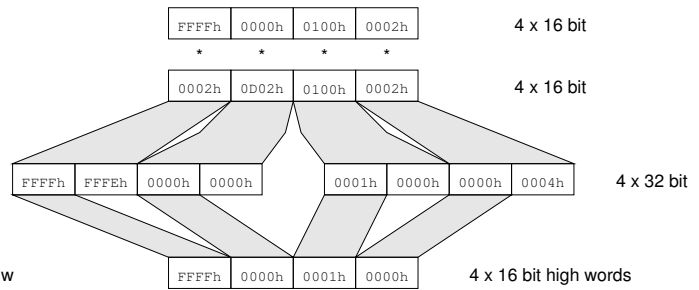 FFFFh 0000h 0100h 0002h 4 x 16 bit
* * * *
0002h 0D02h 0100h 0002h 4 x 16 bit
FFFFh FFFEh 0000h 0000h 0001h 0000h 0000h 0004h 4 x 32 bit
w FFFFh 0000h 0001h 0000h 4 x 16 bit high words